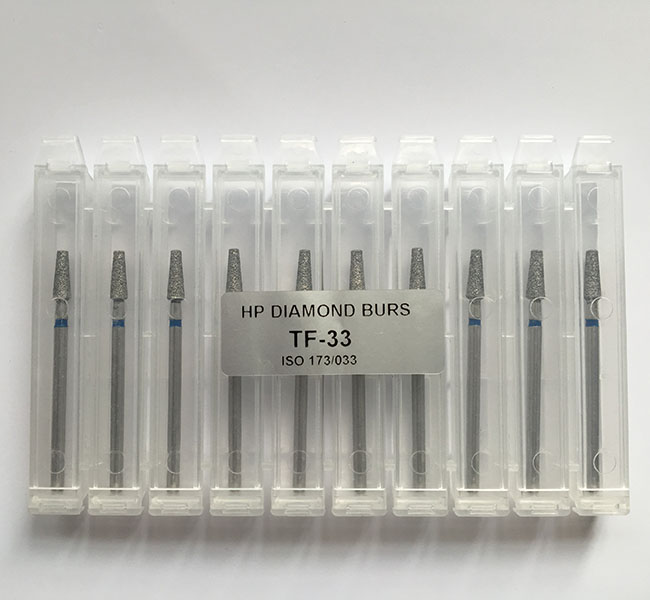 HP DIAMOND BURS
TF-33
ISO 173/033